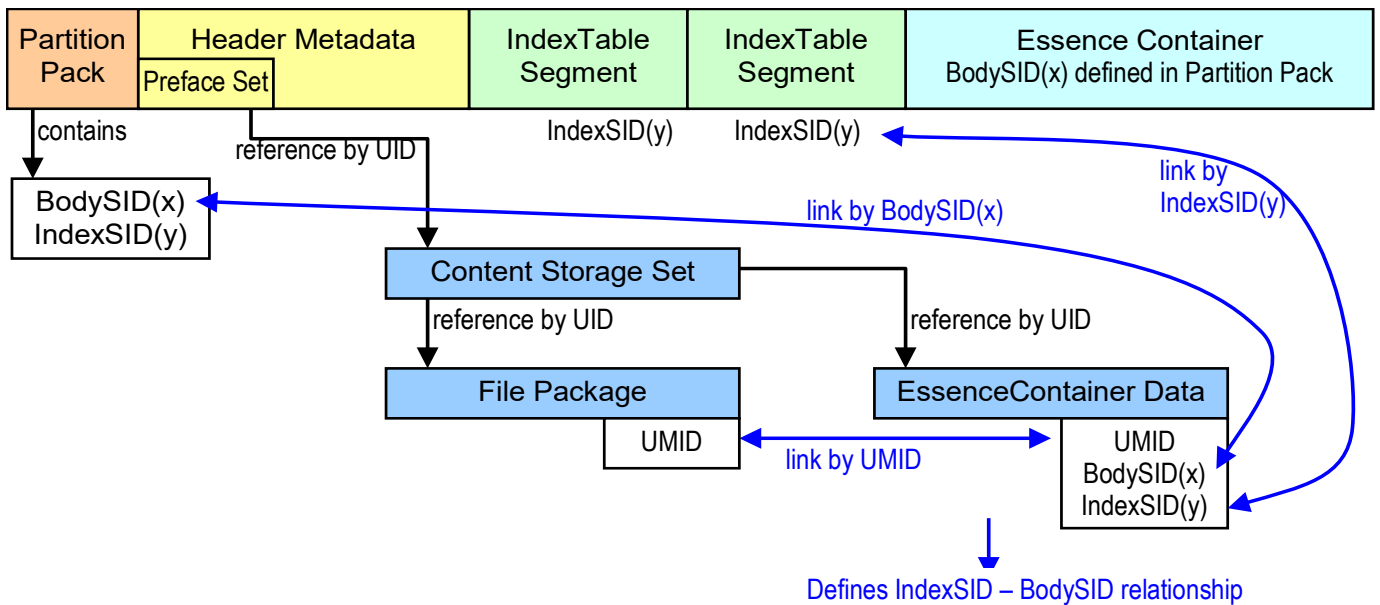 Partition
Pack
Header Metadata
Preface Set
IndexTable
Segment
IndexTable
Segment
Essence Container
BodySID(x) defined in Partition Pack
contains
reference by UID
IndexSID(y)
IndexSID(y)
link by
IndexSID(y)
BodySID(x)
IndexSID(y)
link by BodySID(x)
Content Storage Set
reference by UID
reference by UID
File Package
UMID
EssenceContainer Data
UMID
BodySID(x)
IndexSID(y)
link by UMID
Defines IndexSID – BodySID relationship